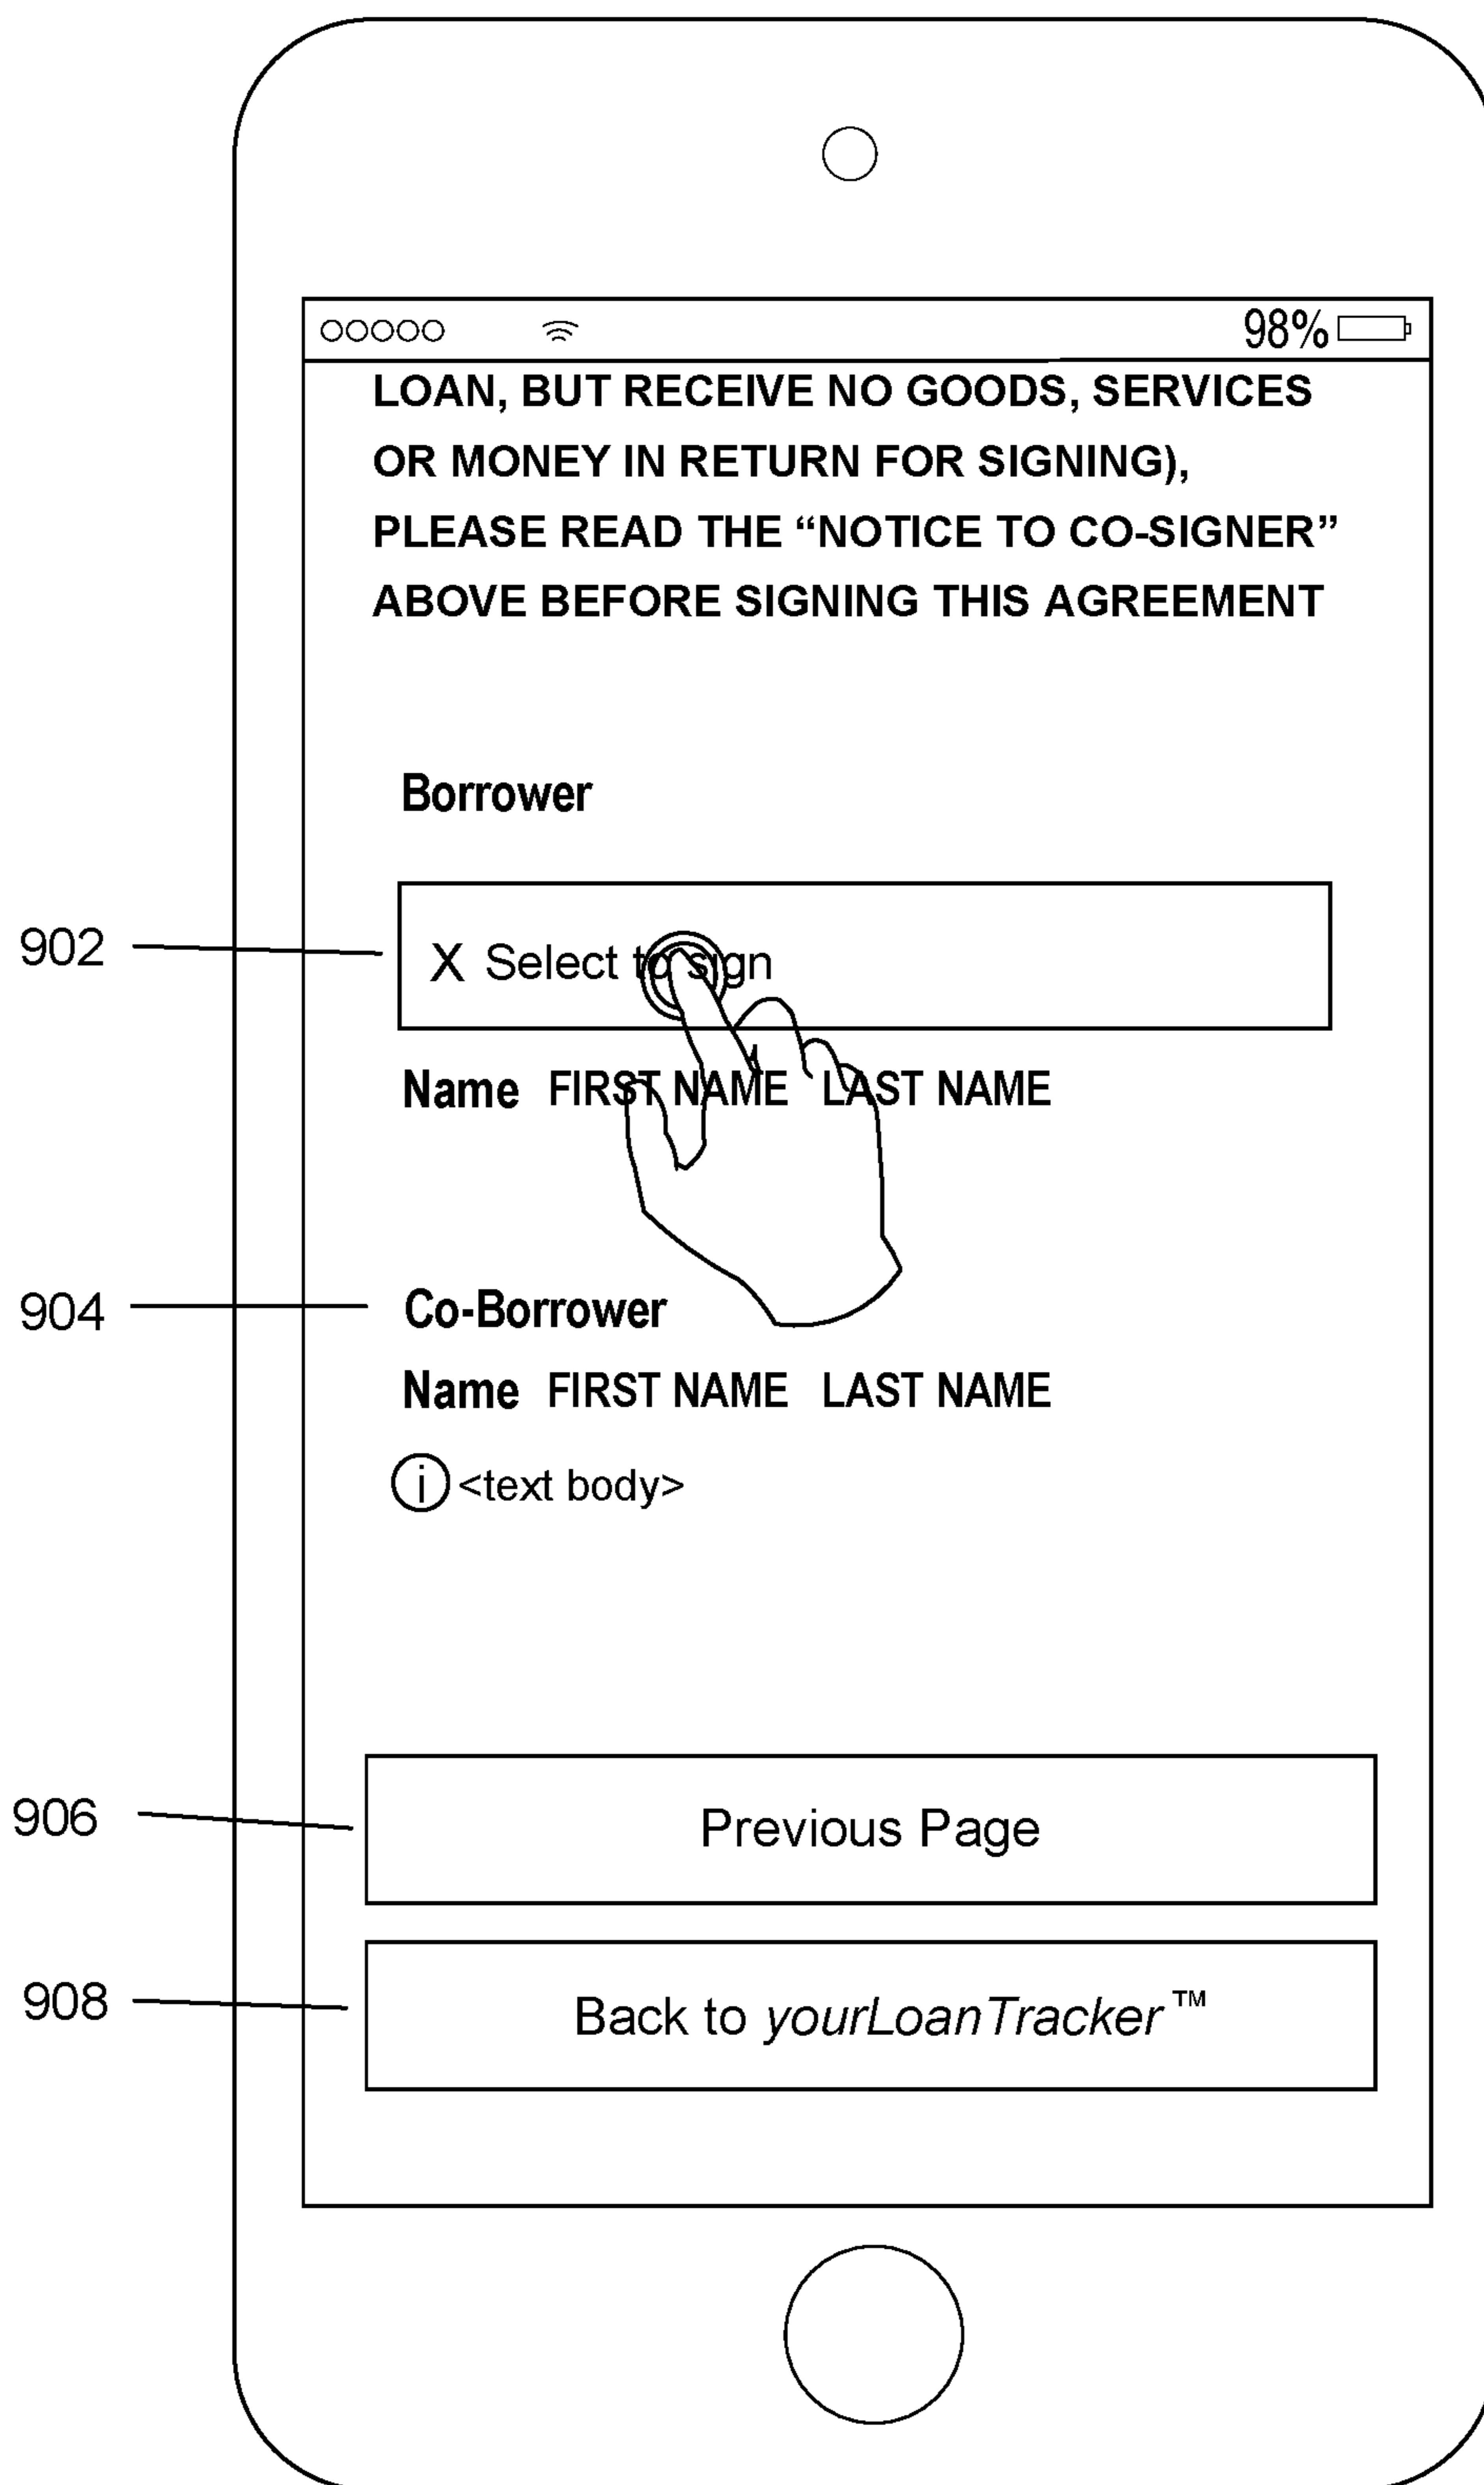 98%
LOAN, BUT RECEIVE NO GOODS, SERVICES
OR MONEY IN RETURN FOR SIGNING),
PLEASE READ THE “NOTICE TO CO-SIGNER”
ABOVE BEFORE SIGNING THIS AGREEMENT
Borrower
902
X Select to sign
Name FIRST NAME LAST NAME
904
Co-Borrower
Name FIRST NAME LAST NAME
i <text body>
906
Previous Page
908
Back to yourLoanTracker™